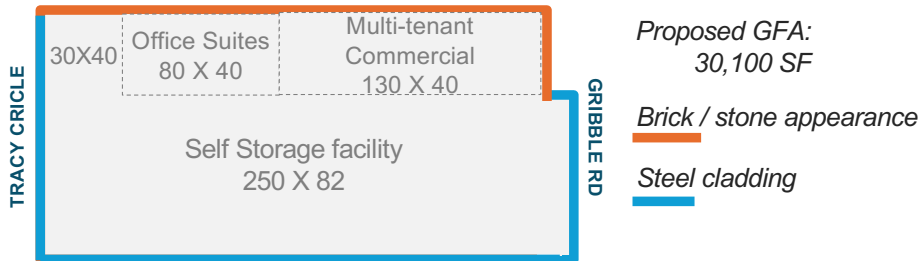 TRACY CRICLE
30X40
Office Suites
80 X 40
Multi-tenant
Commercial
130 X 40
Self Storage facility
250 X 82
GRIBBLE RD
Proposed GFA:
30,100 SF
Brick / stone appearance
Steel cladding